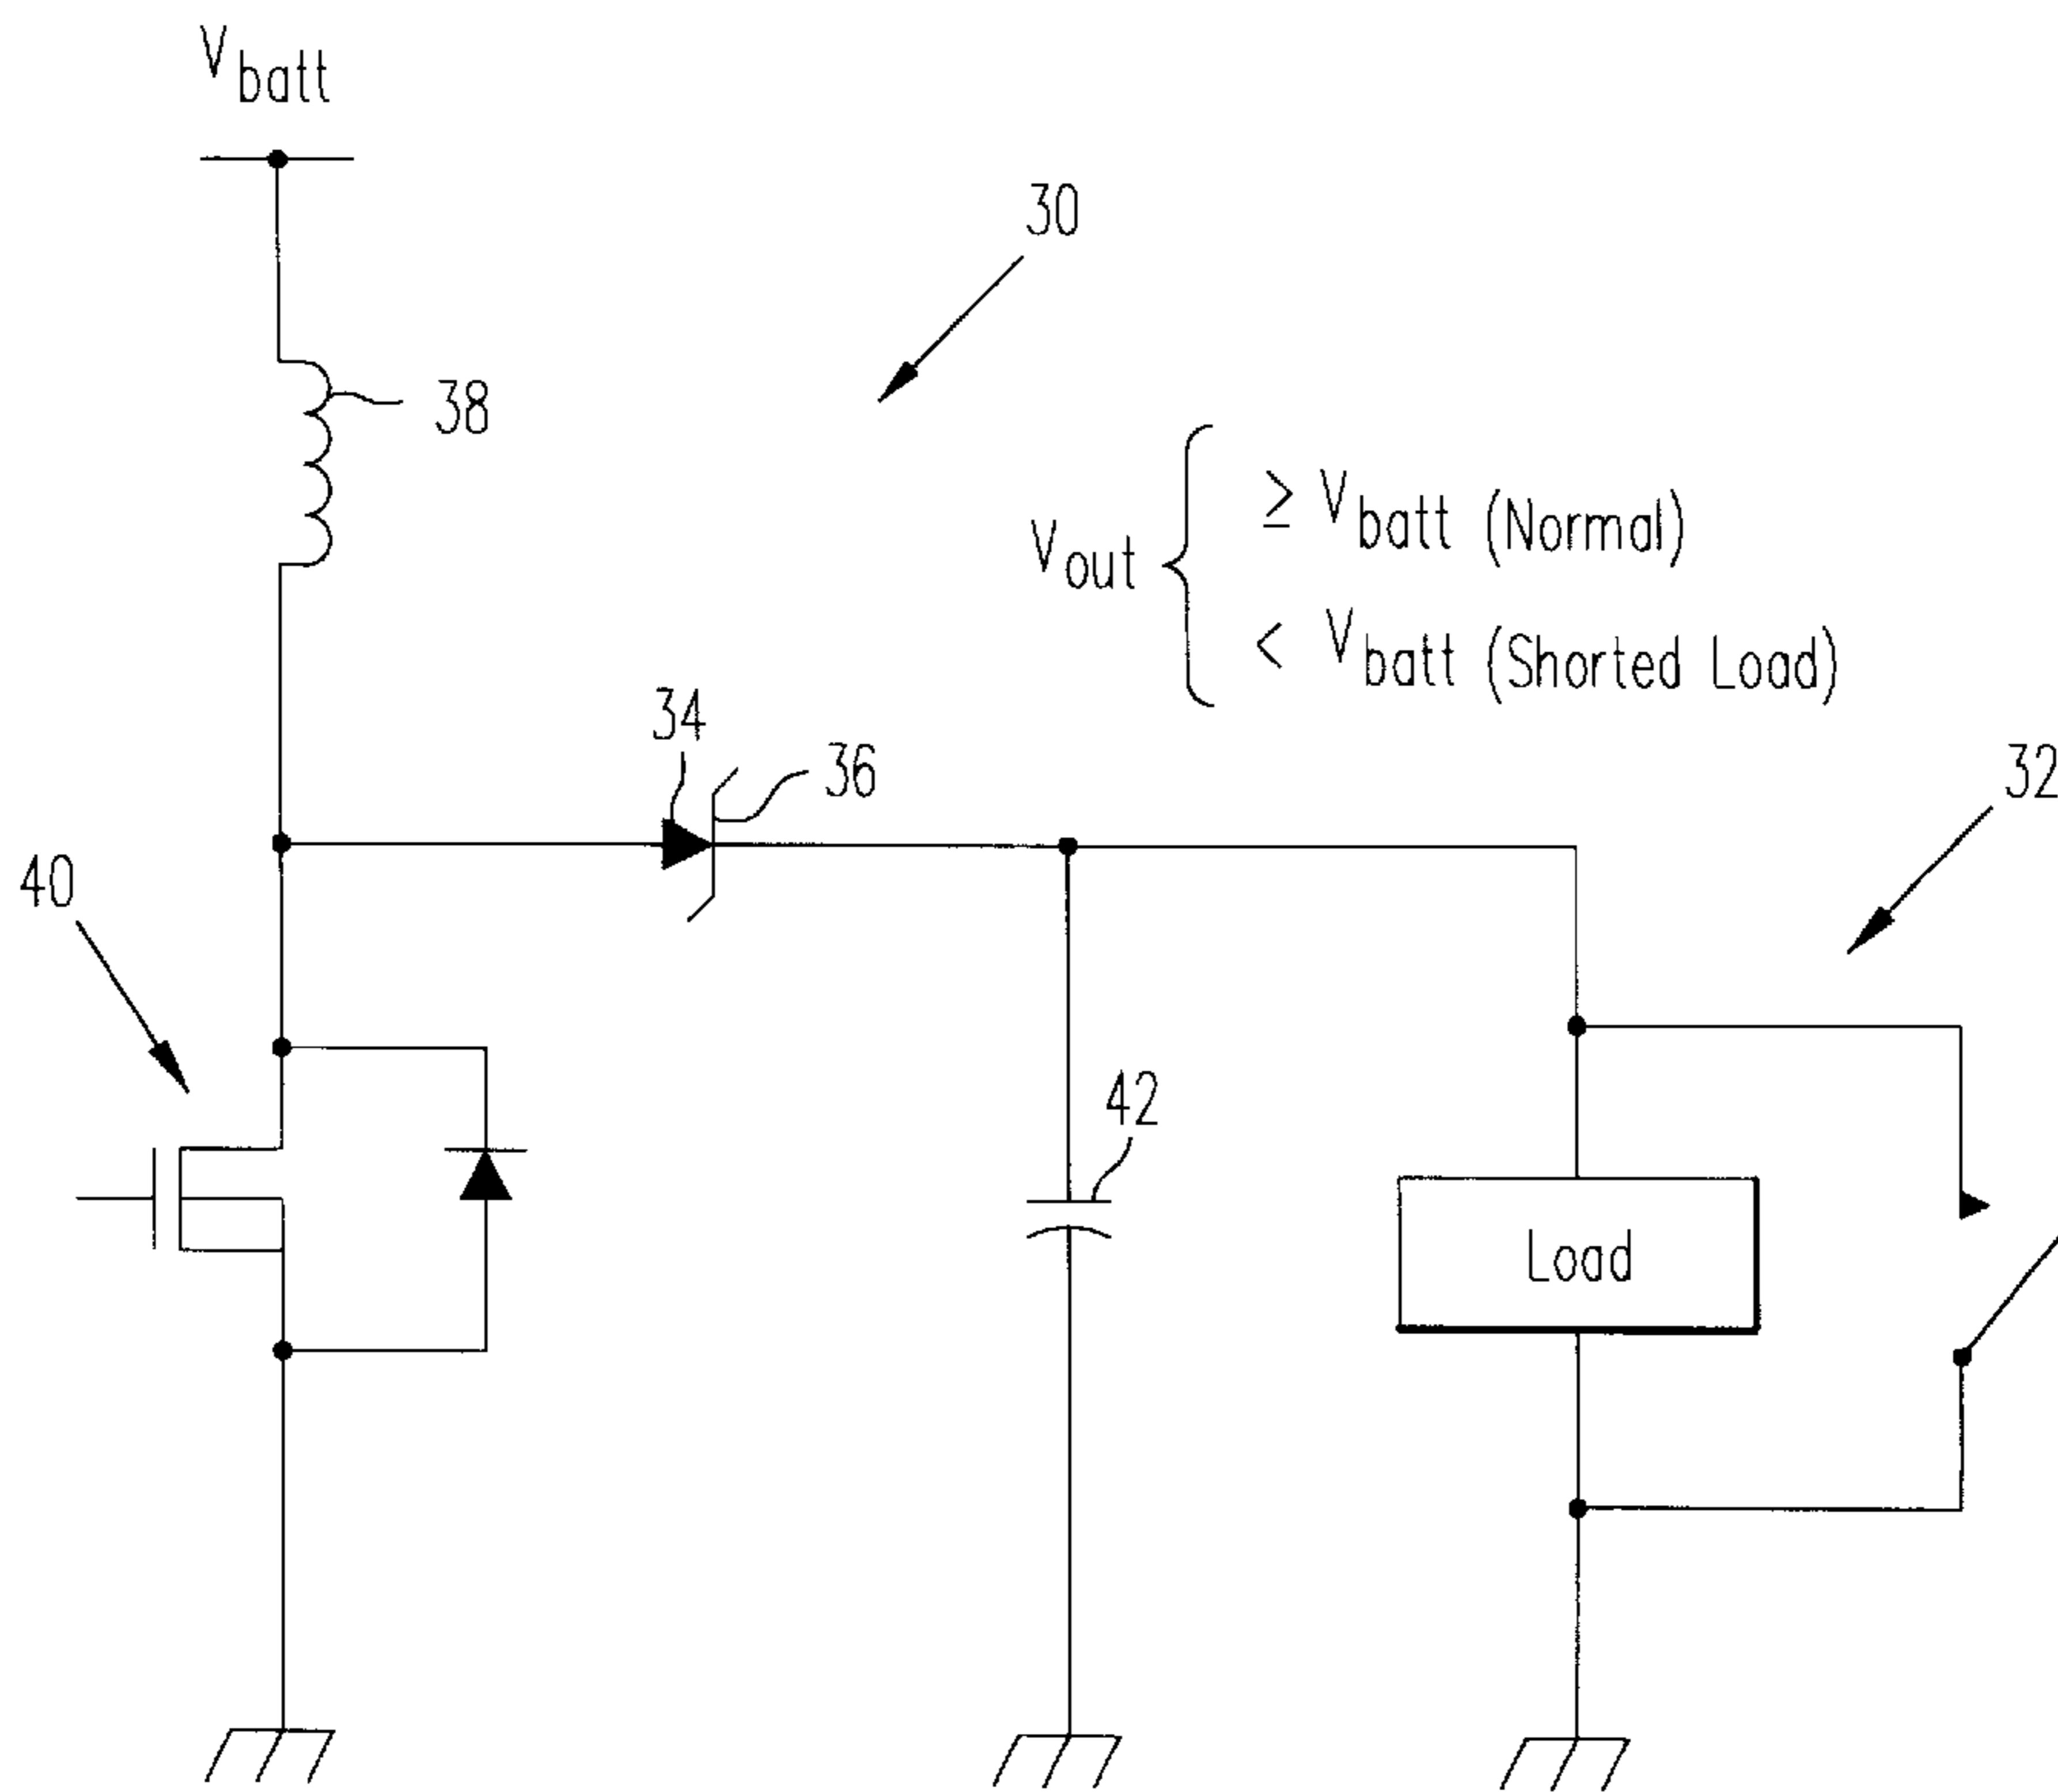 Vbatt
30
38
Vout
≥ Vbatt (Normal)
< Vbatt (Shorted Load)
34
36
32
40
42
Load